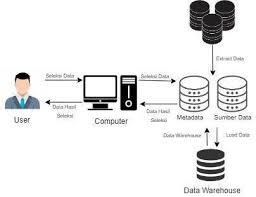 Extract Data
Seleksi Data
Seleksi Data
Data Hasil
Seleksi
Data Hasil
Seleksi
User
Computer
Metadata
Sumber Data
Data Warehouse
Load Data
Data Warehouse